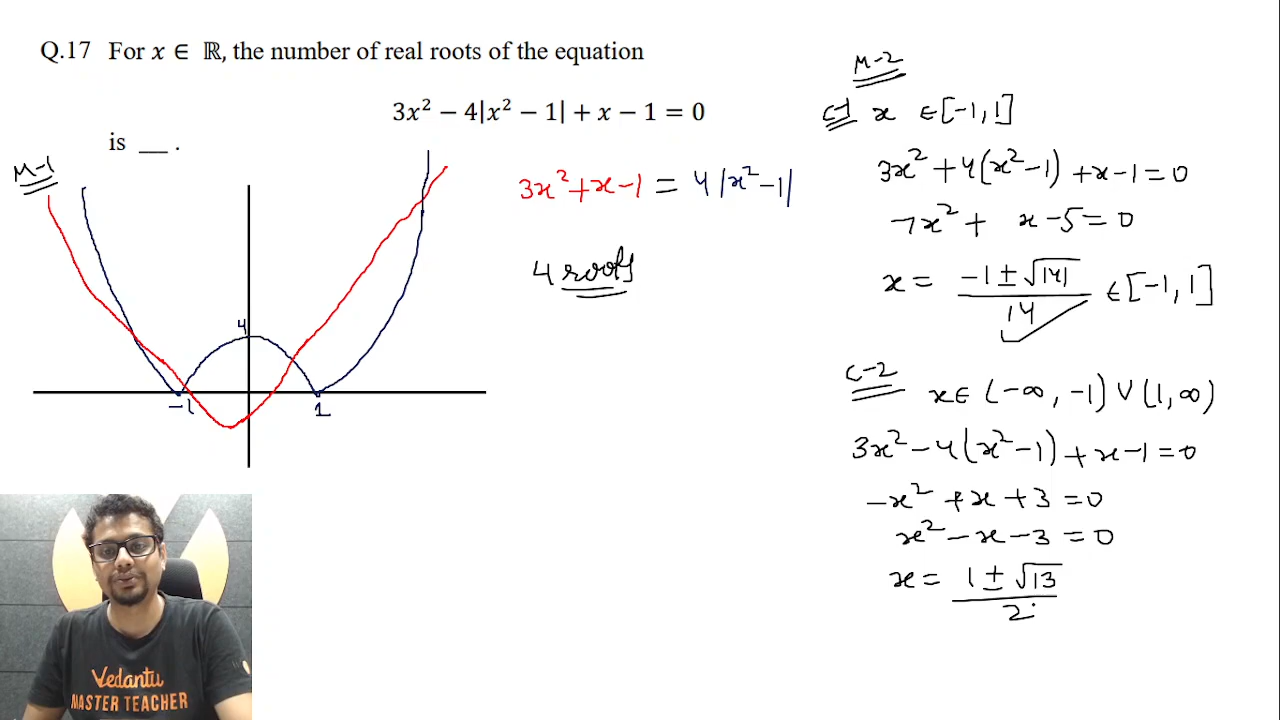 Q.17 For x ∈ ℝ, the number of real roots of the equation
3x² − 4|x² − 1| + x − 1 = 0
is __ .
M-1
3x²+x-1 = 4|x²-1|
4 roots
4
-1
1
M-2
C-1 x ∈[-1,1]
3x²+4(x²-1)+x-1=0
7x²+ x-5=0
x= (-1±√141)/14 ∈[-1,1]
C-2 x∈ (-∞,-1)∪(1,∞)
3x²-4(x²-1)+x-1=0
-x²+x+3=0
x²-x-3=0
x= (1±√13)/2
Vedantu
MASTER TEACHER